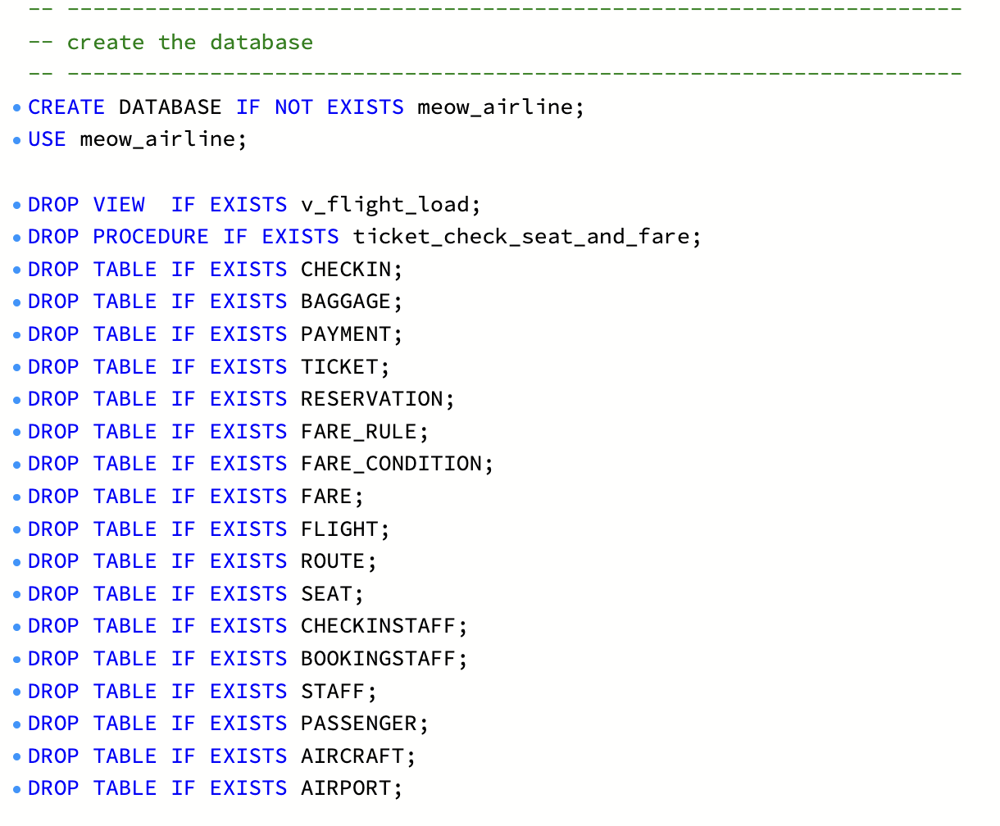 -- ---------------------------------------------------------------------
-- create the database
-- ---------------------------------------------------------------------
CREATE DATABASE IF NOT EXISTS meow_airline;
USE meow_airline;
DROP VIEW  IF EXISTS v_flight_load;
DROP PROCEDURE IF EXISTS ticket_check_seat_and_fare;
DROP TABLE IF EXISTS CHECKIN;
DROP TABLE IF EXISTS BAGGAGE;
DROP TABLE IF EXISTS PAYMENT;
DROP TABLE IF EXISTS TICKET;
DROP TABLE IF EXISTS RESERVATION;
DROP TABLE IF EXISTS FARE_RULE;
DROP TABLE IF EXISTS FARE_CONDITION;
DROP TABLE IF EXISTS FARE;
DROP TABLE IF EXISTS FLIGHT;
DROP TABLE IF EXISTS ROUTE;
DROP TABLE IF EXISTS SEAT;
DROP TABLE IF EXISTS CHECKINSTAFF;
DROP TABLE IF EXISTS BOOKINGSTAFF;
DROP TABLE IF EXISTS STAFF;
DROP TABLE IF EXISTS PASSENGER;
DROP TABLE IF EXISTS AIRCRAFT;
DROP TABLE IF EXISTS AIRPORT;